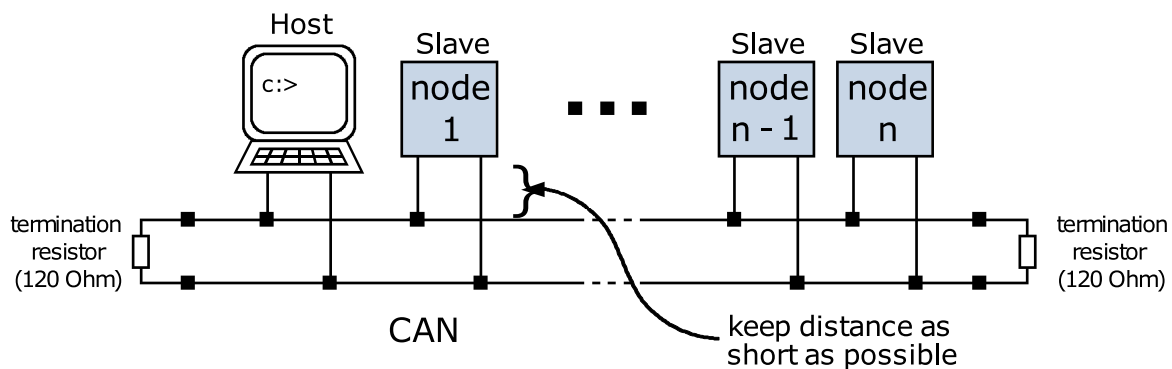 Host
c:>
Slave
node
1
Slave
node
n - 1
Slave
node
n
termination
resistor
(120 Ohm)
termination
resistor
(120 Ohm)
CAN
keep distance as
short as possible